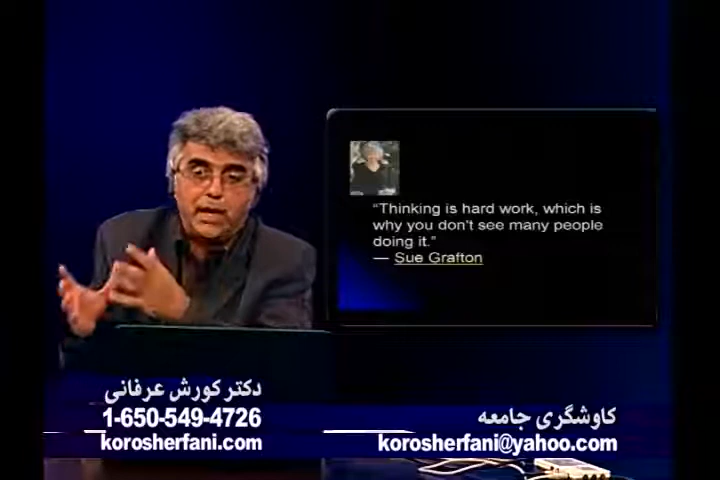 “Thinking is hard work, which is
why you don't see many people
doing it.”
— Sue Grafton
دکتر کورش عرفانی
1-650-549-4726
korosherfani.com
کاوشگری جامعه
korosherfani@yahoo.com